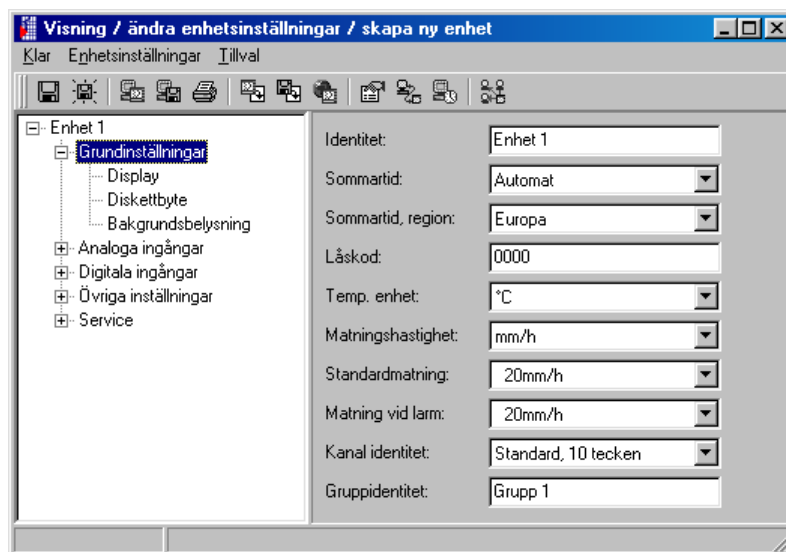 Visning / ändra enhetsinställningar / skapa ny enhet
Klar Enhetsinställningar Tillval
Enhet 1
Grundinställningar
Display
Diskettbyte
Bakgrundsbelysning
Analoga ingångar
Digitala ingångar
Övriga inställningar
Service
Identitet: Enhet 1
Sommartid: Automat
Sommartid, region: Europa
Låskod: 0000
Temp. enhet: °C
Matningshastighet: mm/h
Standardmatning: 20mm/h
Matning vid larm: 20mm/h
Kanal identitet: Standard, 10 tecken
Gruppidentitet: Grupp 1